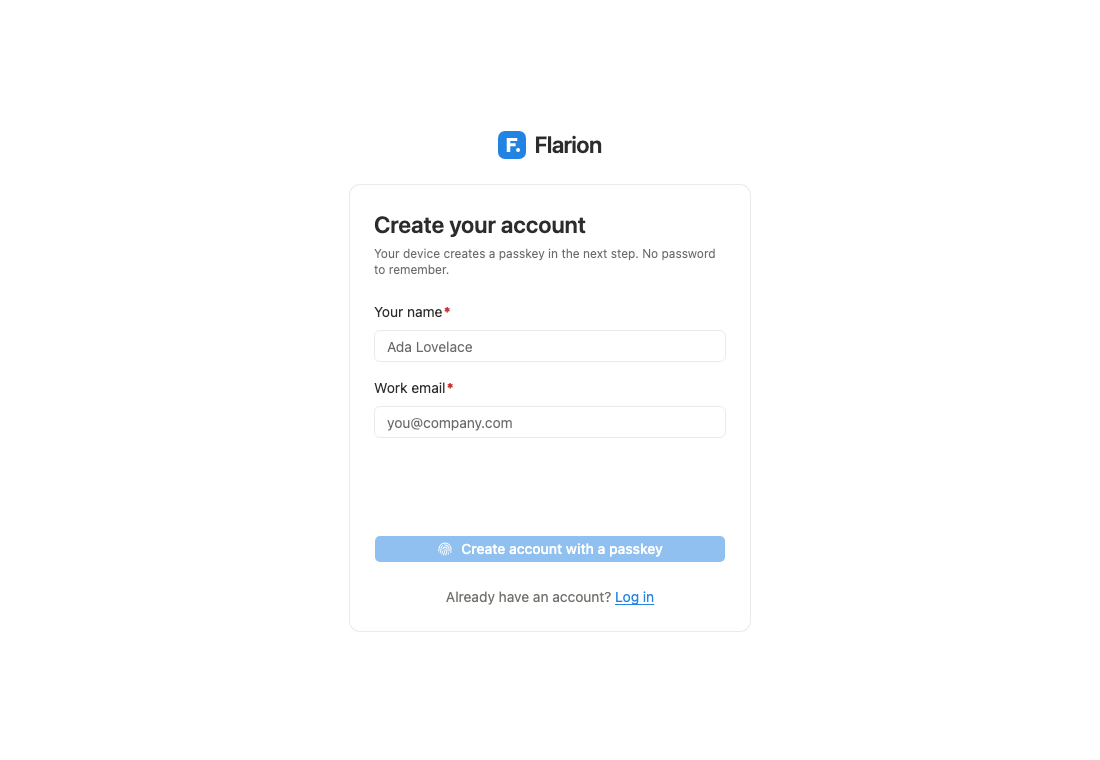 F. Flarion
Create your account
Your device creates a passkey in the next step. No password
to remember.
Your name*
Ada Lovelace
Work email*
you@company.com
Create account with a passkey
Already have an account? Log in